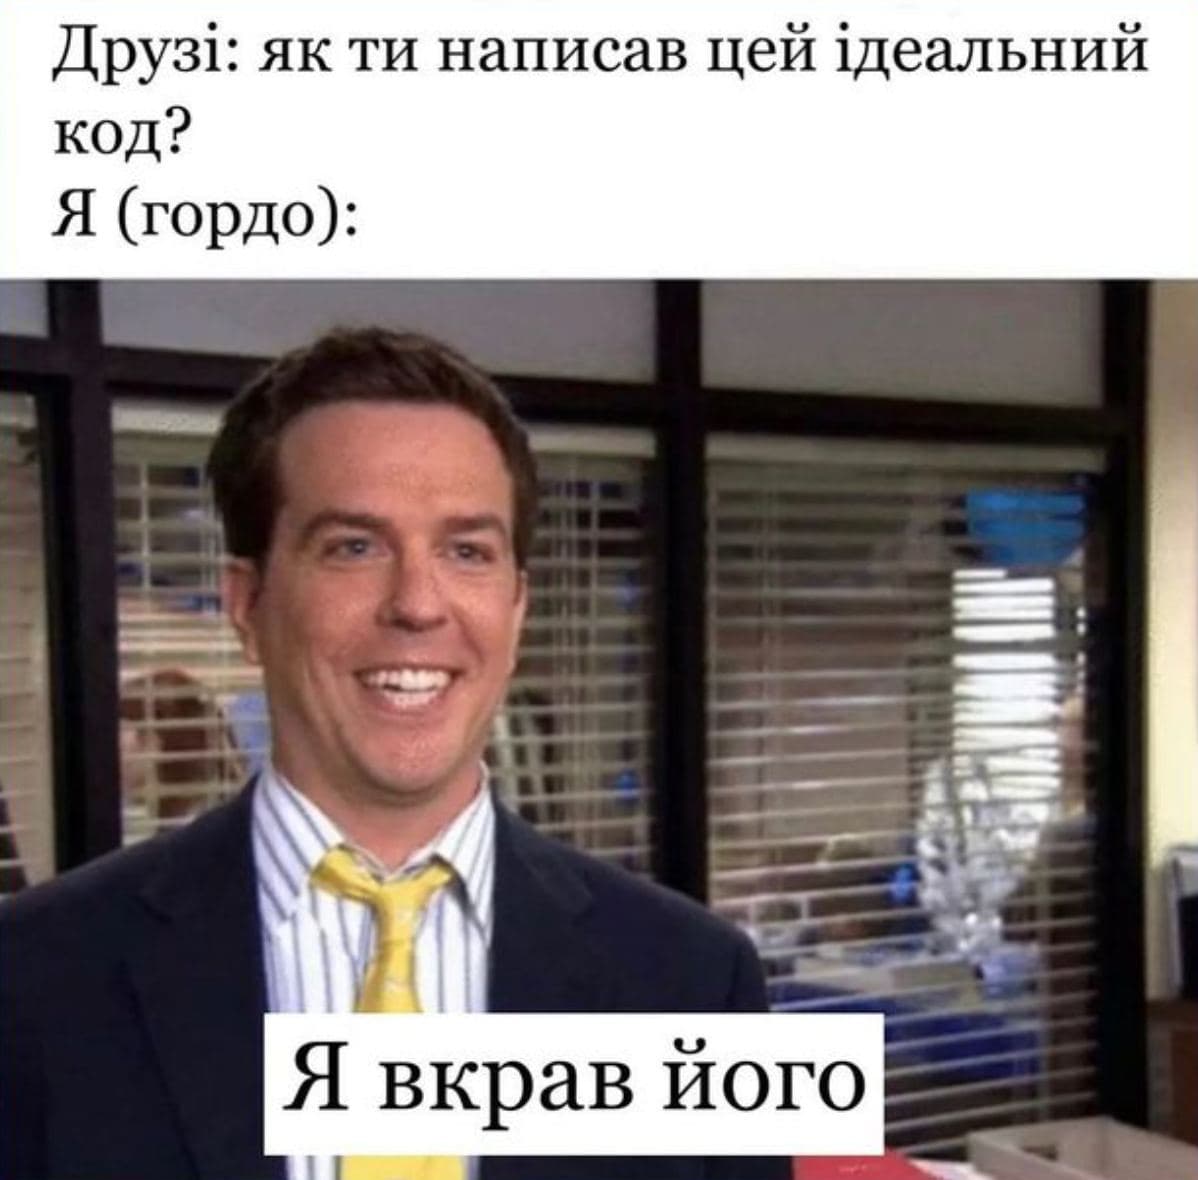 Друзі: як ти написав цей ідеальний
код?
Я (гордо):
Я вкрав його